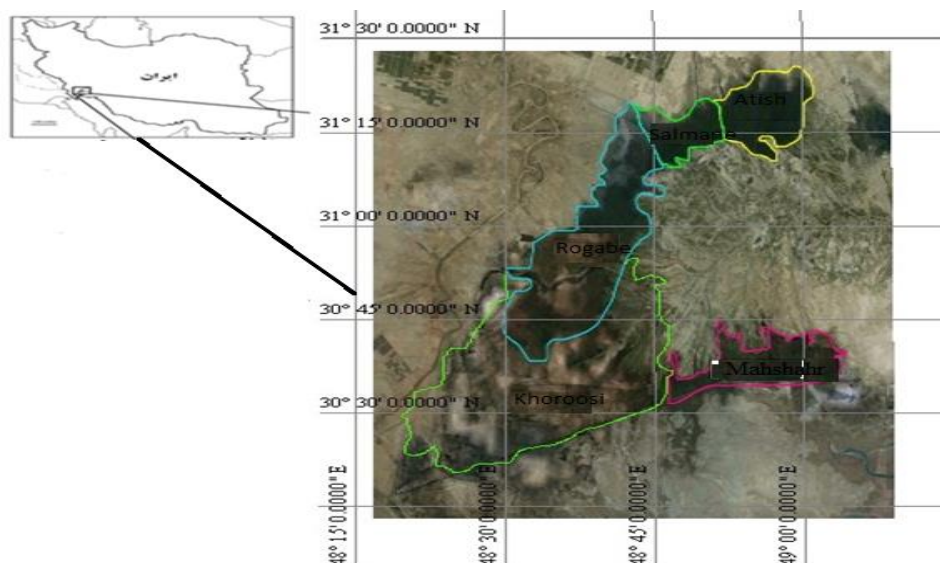 ایران
31° 30' 0.0000" N
31° 15' 0.0000" N
31° 00' 0.0000" N
30° 45' 0.0000" N
30° 30' 0.0000" N
Atish
Salmane
Rogabe
Mahshahr
Khoroosi
48° 15' 0.0000" E
48° 30' 0.0000" E
48° 45' 0.0000" E
49° 00' 0.0000" E